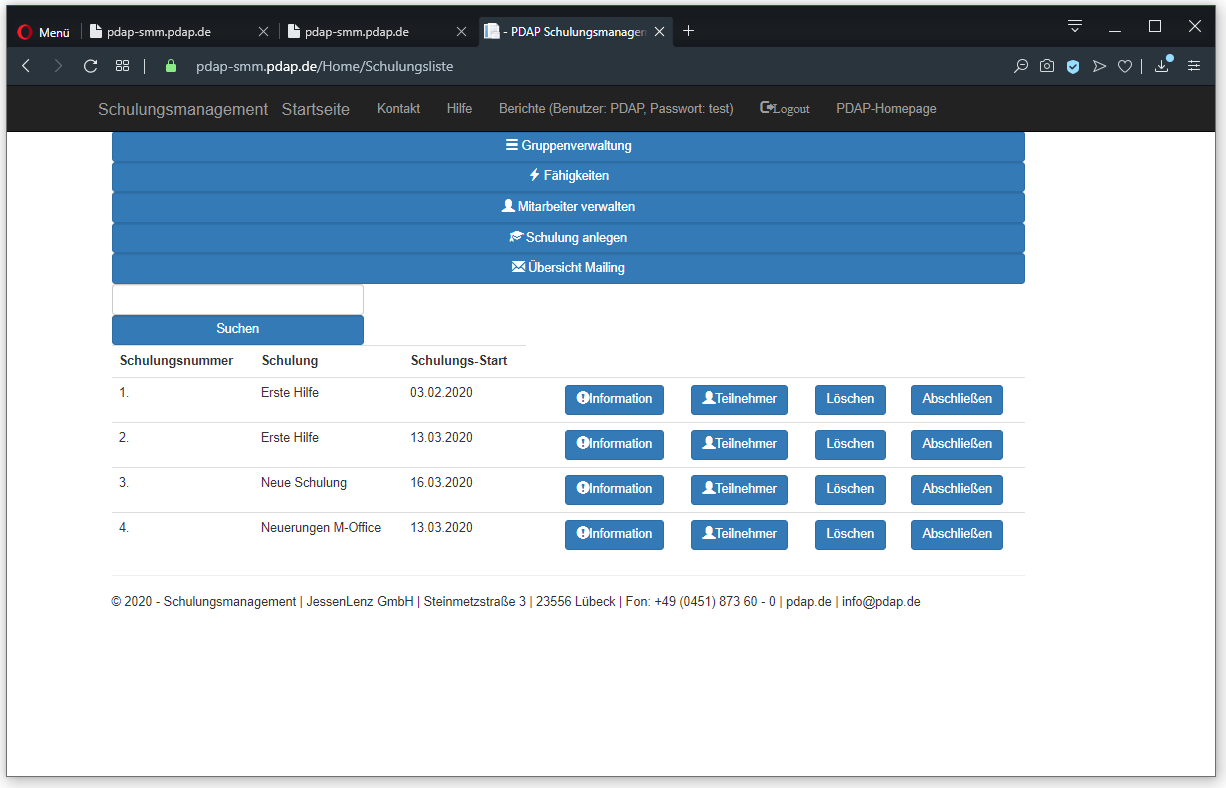 Menü pdap-smm.pdap.de pdap-smm.pdap.de - PDAP Schulungsmanagen
pdap-smm.pdap.de/Home/Schulungsliste
Schulungsmanagement Startseite Kontakt Hilfe Berichte (Benutzer: PDAP, Passwort: test) Logout PDAP-Homepage
Gruppenverwaltung
Fähigkeiten
Mitarbeiter verwalten
Schulung anlegen
Übersicht Mailing
Suchen
Schulungsnummer Schulung Schulungs-Start
1. Erste Hilfe 03.02.2020 Information Teilnehmer Löschen Abschließen
2. Erste Hilfe 13.03.2020 Information Teilnehmer Löschen Abschließen
3. Neue Schulung 16.03.2020 Information Teilnehmer Löschen Abschließen
4. Neuerungen M-Office 13.03.2020 Information Teilnehmer Löschen Abschließen
© 2020 - Schulungsmanagement | JessenLenz GmbH | Steinmetzstraße 3 | 23556 Lübeck | Fon: +49 (0451) 873 60 - 0 | pdap.de | info@pdap.de